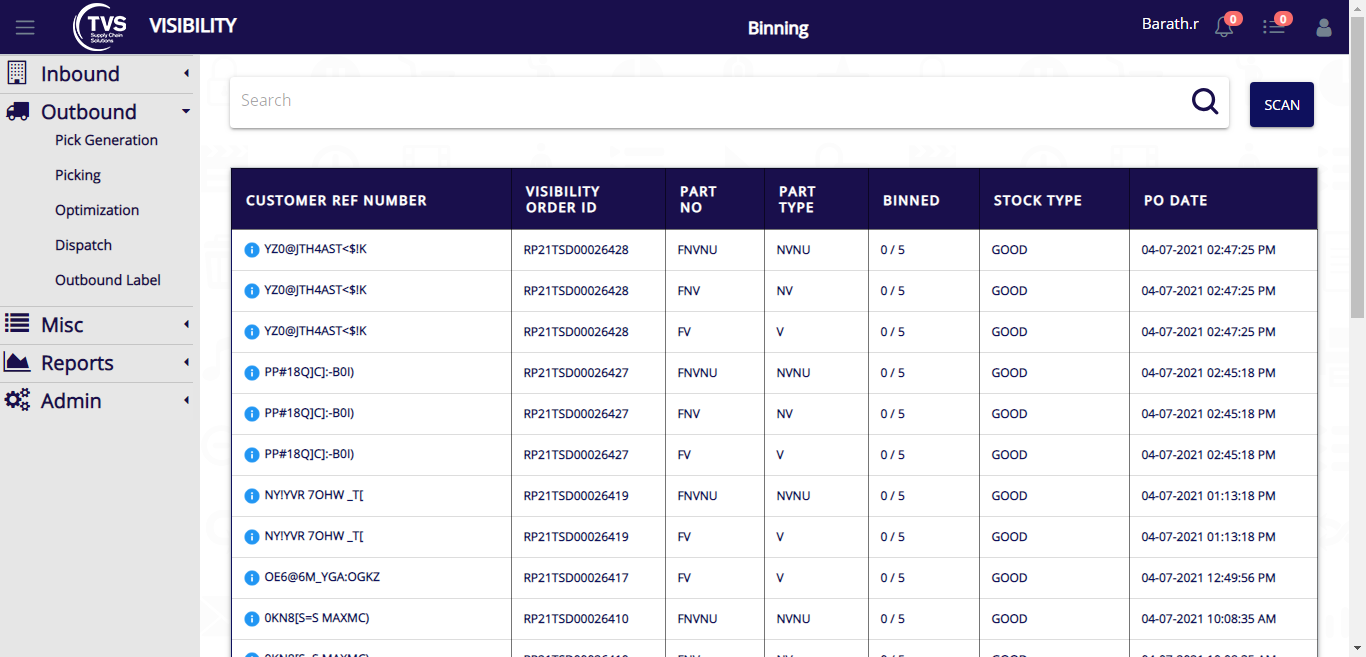 TVS
Supply Chain
Solutions
VISIBILITY
Binning
Barath.r
0
0
Inbound
Outbound
Pick Generation
Picking
Optimization
Dispatch
Outbound Label
Misc
Reports
Admin
Search
SCAN
CUSTOMER REF NUMBER VISIBILITY ORDER ID PART NO PART TYPE BINNED STOCK TYPE PO DATE
YZ0@JTH4AST<$!K RP21TSD00026428 FNVNU NVNU 0 / 5 GOOD 04-07-2021 02:47:25 PM
YZ0@JTH4AST<$!K RP21TSD00026428 FNV NV 0 / 5 GOOD 04-07-2021 02:47:25 PM
YZ0@JTH4AST<$!K RP21TSD00026428 FV V 0 / 5 GOOD 04-07-2021 02:47:25 PM
PP#18Q]C]:-B0I) RP21TSD00026427 FNVNU NVNU 0 / 5 GOOD 04-07-2021 02:45:18 PM
PP#18Q]C]:-B0I) RP21TSD00026427 FNV NV 0 / 5 GOOD 04-07-2021 02:45:18 PM
PP#18Q]C]:-B0I) RP21TSD00026427 FV V 0 / 5 GOOD 04-07-2021 02:45:18 PM
NY!YVR 7OHW _T[ RP21TSD00026419 FNVNU NVNU 0 / 5 GOOD 04-07-2021 01:13:18 PM
NY!YVR 7OHW _T[ RP21TSD00026419 FV V 0 / 5 GOOD 04-07-2021 01:13:18 PM
OE6@6M_YGA:OGKZ RP21TSD00026417 FV V 0 / 5 GOOD 04-07-2021 12:49:56 PM
0KN8[S=S MAXMC) RP21TSD00026410 FNVNU NVNU 0 / 5 GOOD 04-07-2021 10:08:35 AM